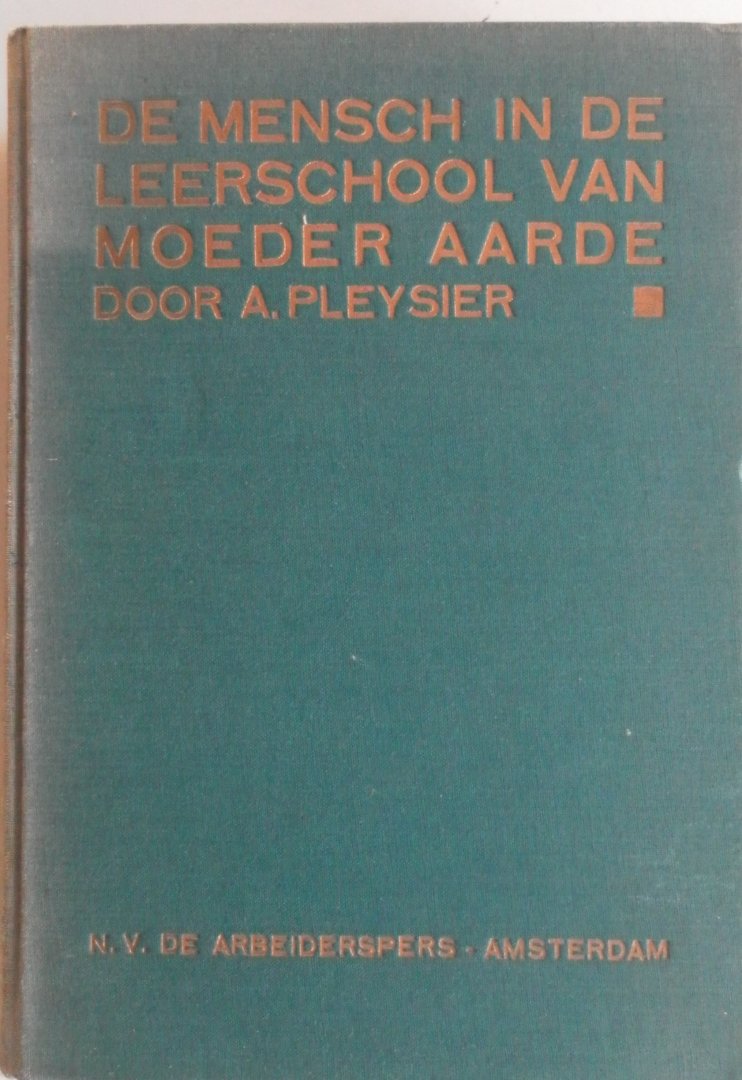 DE MENSCH IN DE
LEERSCHOOL VAN
MOEDER AARDE
DOOR A. PLEYSIER
N.V. DE ARBEIDERSPERS - AMSTERDAM